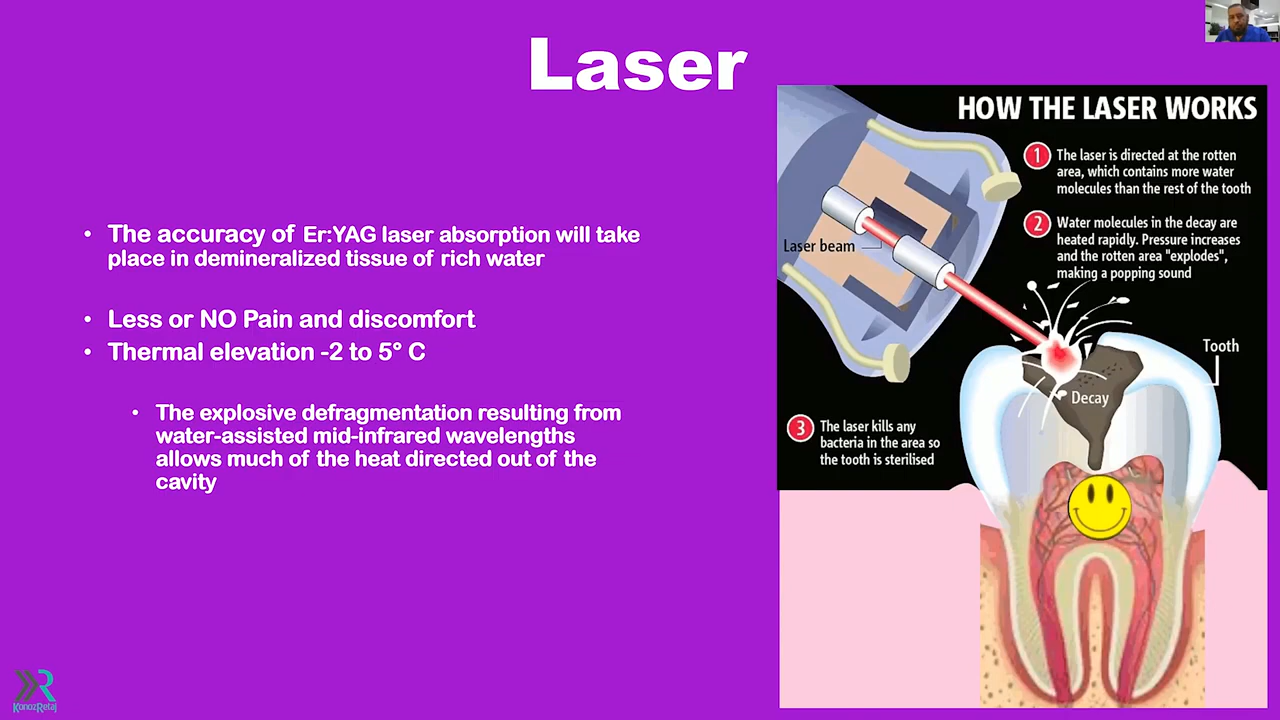 Laser
• The accuracy of Er:YAG laser absorption will take
place in demineralized tissue of rich water
• Less or NO Pain and discomfort
• Thermal elevation -2 to 5° C
• The explosive defragmentation resulting from
water-assisted mid-infrared wavelengths
allows much of the heat directed out of the
cavity
HOW THE LASER WORKS
1 The laser is directed at the rotten
area, which contains more water
molecules than the rest of the tooth
2 Water molecules in the decay are
heated rapidly. Pressure increases
and the rotten area "explodes",
making a popping sound
Laser beam
Tooth
Decay
3 The laser kills any
bacteria in the area so
the tooth is sterilised
KonozRetaj